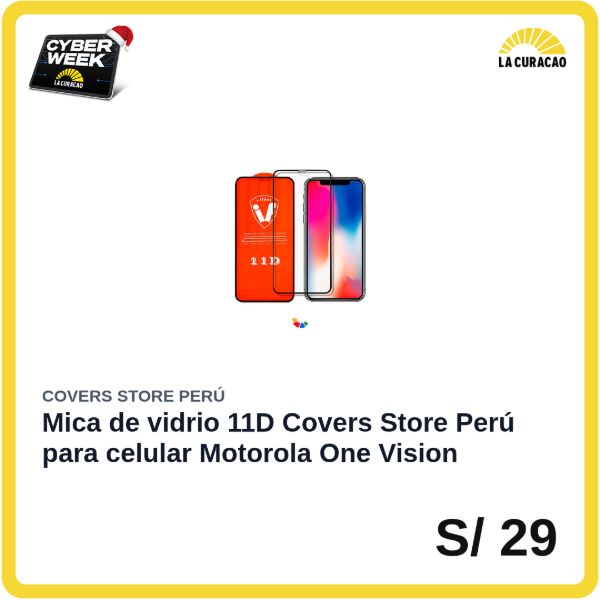 CYBER
WEEK
LA CURACAO
LA CURACAO
11D
COVERS STORE PERÚ
Mica de vidrio 11D Covers Store Perú
para celular Motorola One Vision
S/ 29